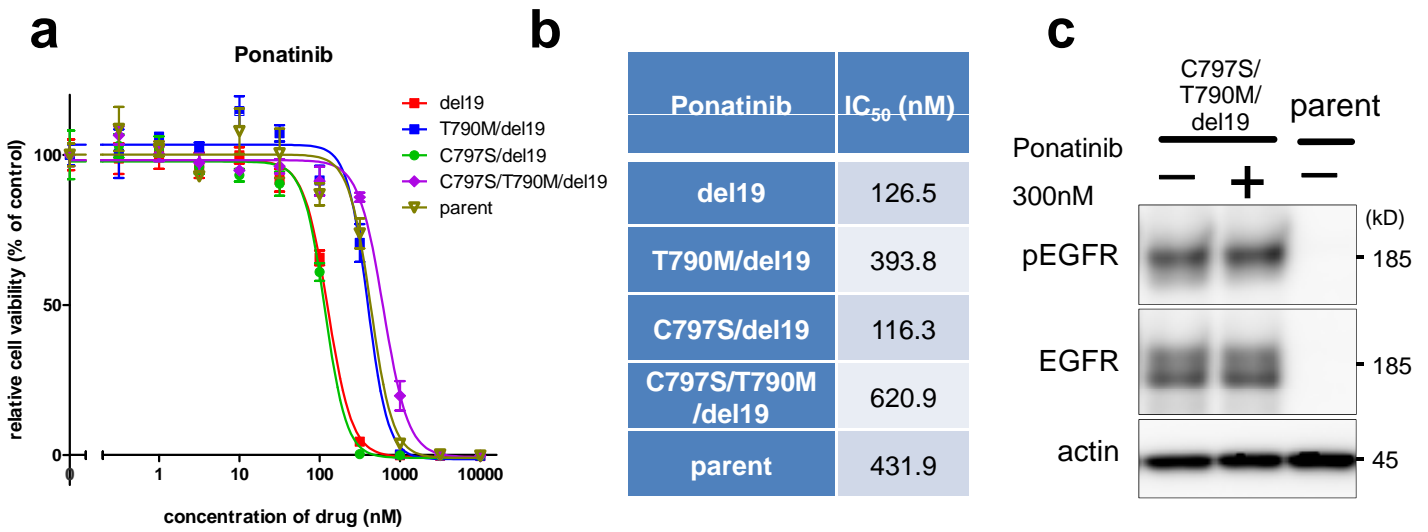 a
Ponatinib
relative cell vaibility (% of control)
100
50
0
0
1
10
100
1000
10000
concentration of drug (nM)
del19
T790M/del19
C797S/del19
C797S/T790M/del19
parent
b
Ponatinib IC50 (nM)
del19 126.5
T790M/del19 393.8
C797S/del19 116.3
C797S/T790M
/del19 620.9
parent 431.9
c
C797S/
T790M/
del19
parent
Ponatinib
300nM
− + −
(kD)
pEGFR - 185
EGFR - 185
actin - 45